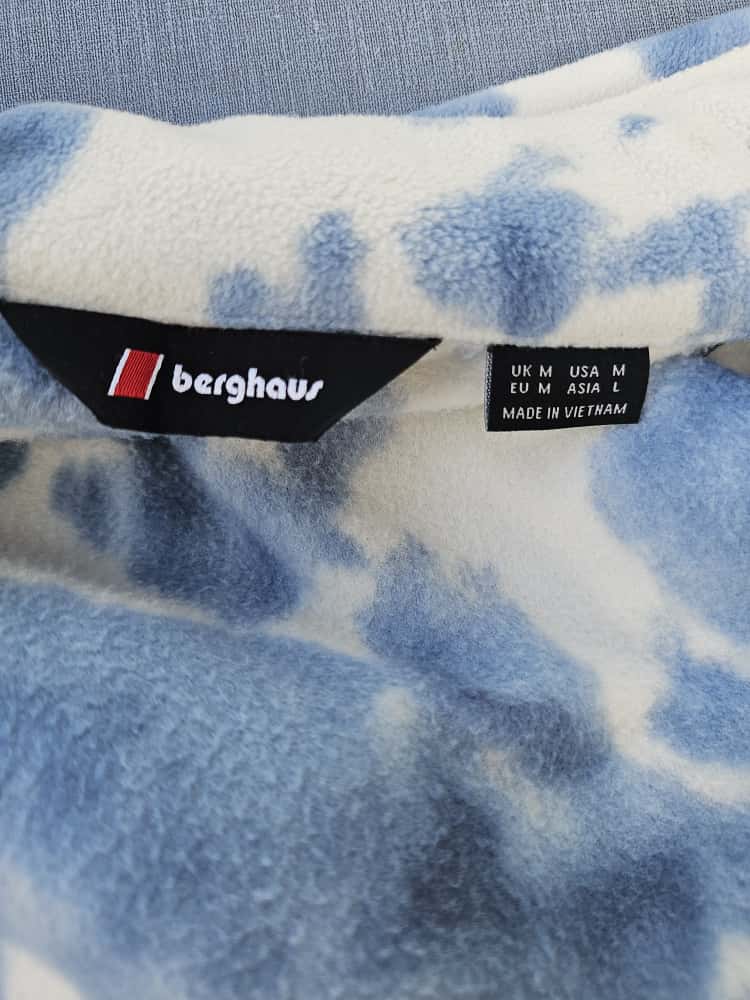 berghaus
UK M USA M
EU M ASIA L
MADE IN VIETNAM